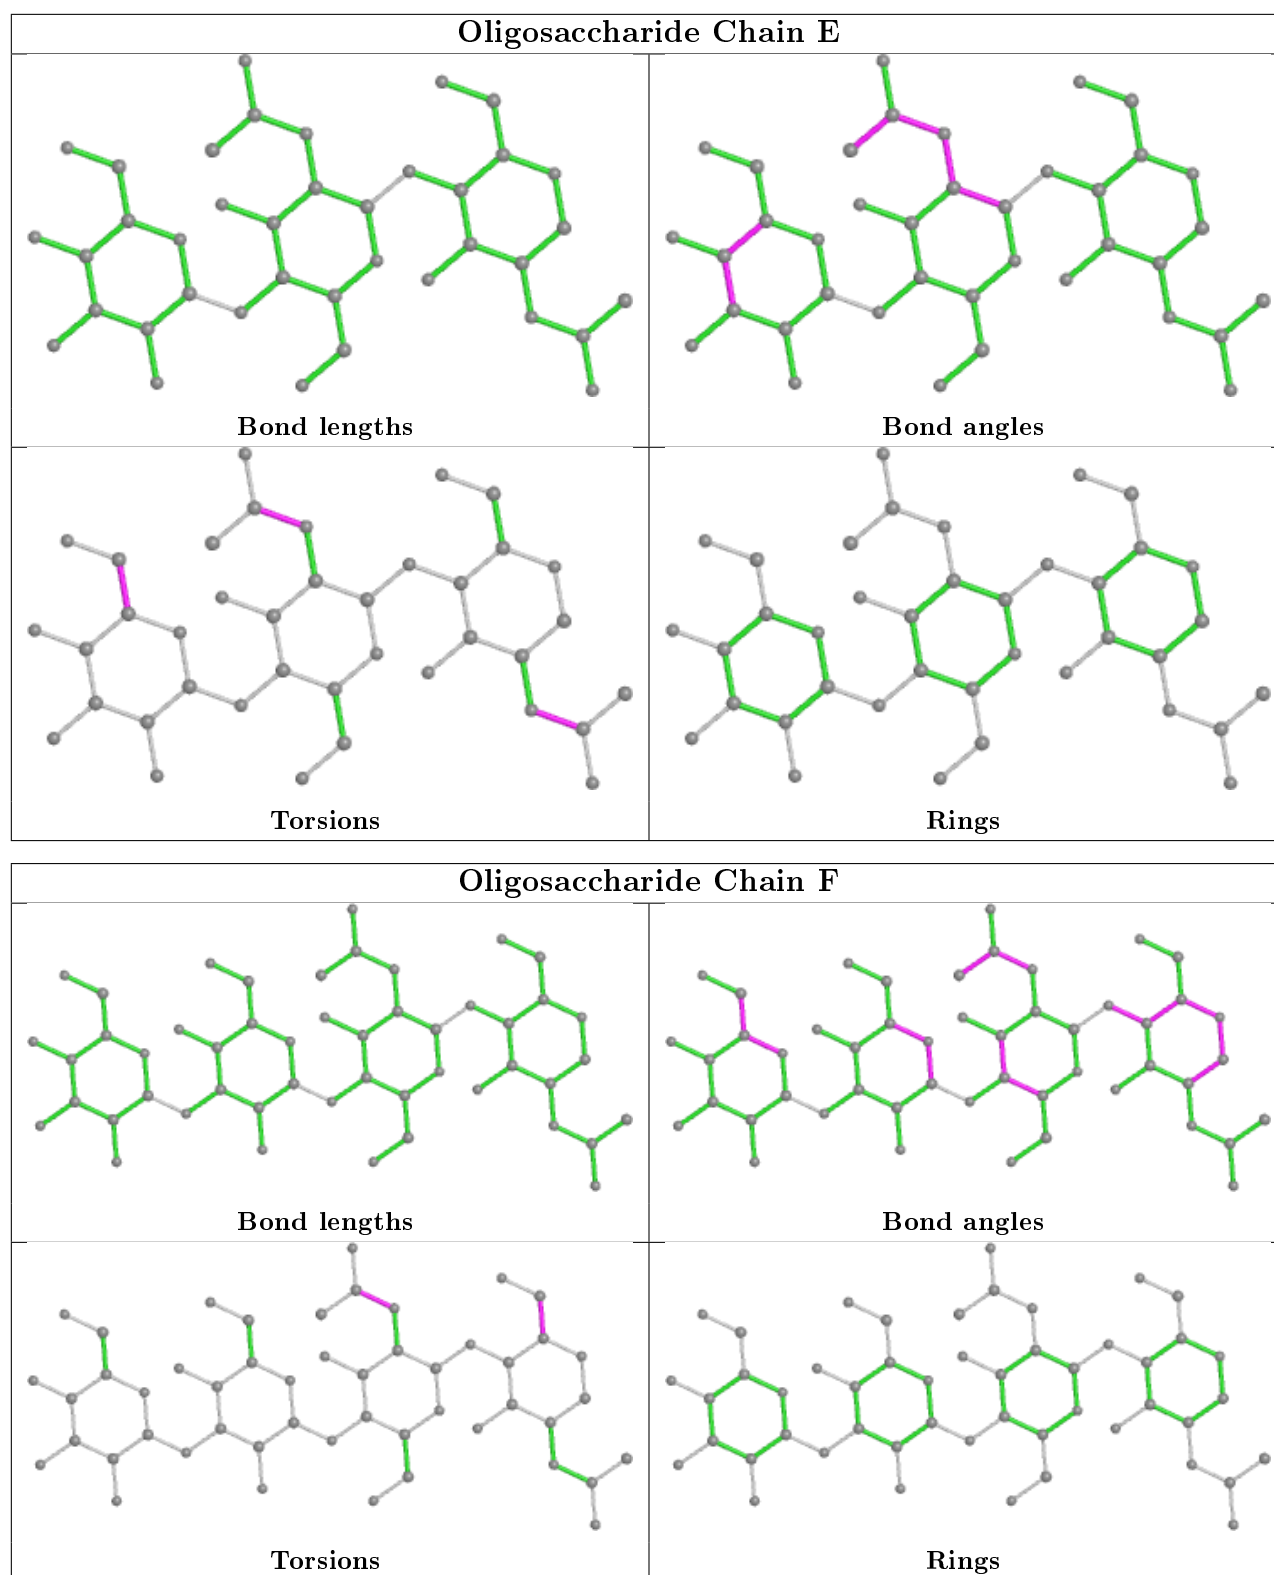 Oligosaccharide Chain E
Bond lengths
Bond angles
Torsions
Rings
Oligosaccharide Chain F
Bond lengths
Bond angles
Torsions
Rings